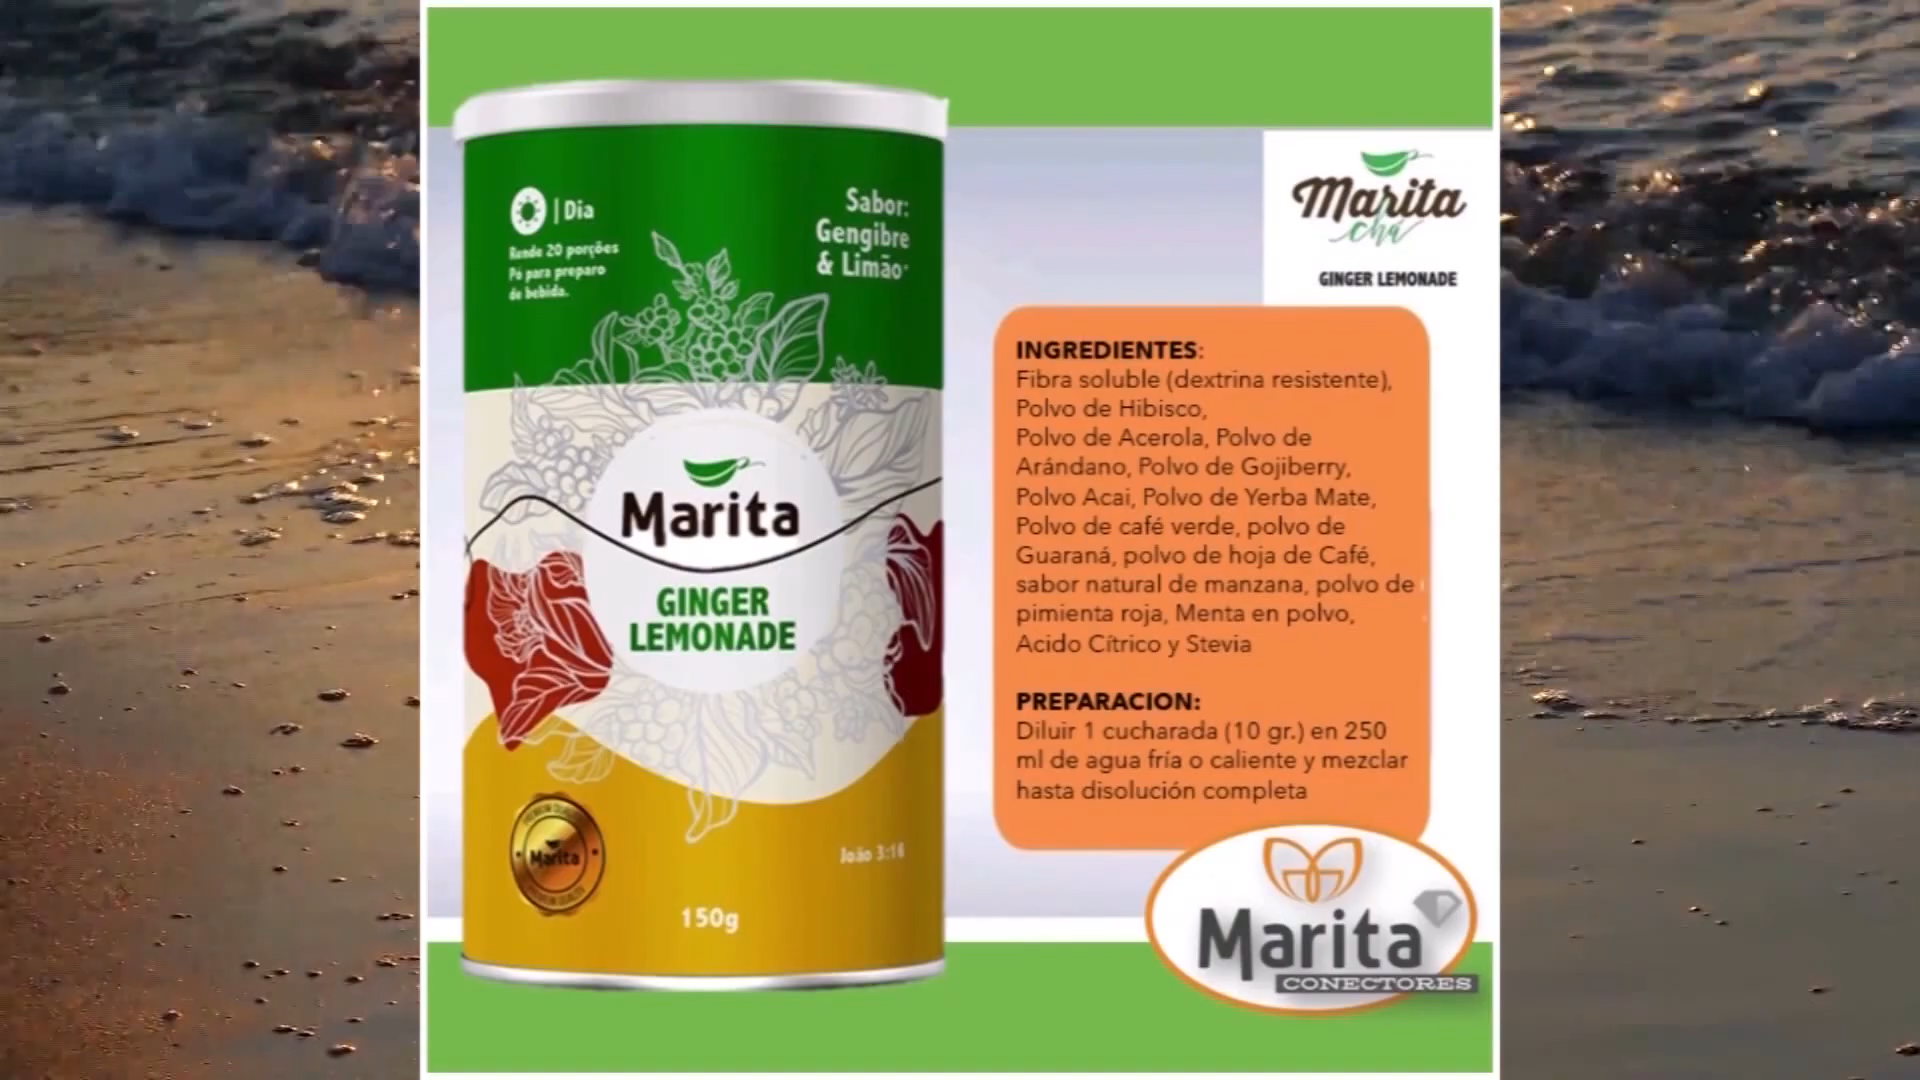 | Dia
Rende 20 porções
Pó para preparo
de bebida.
Sabor:
Gengibre
& Limão
Marita
GINGER
LEMONADE
Marita
João 3:16
150g
Marita
chá
GINGER LEMONADE
INGREDIENTES:
Fibra soluble (dextrina resistente),
Polvo de Hibisco,
Polvo de Acerola, Polvo de
Arándano, Polvo de Gojiberry,
Polvo Acai, Polvo de Yerba Mate,
Polvo de café verde, polvo de
Guaraná, polvo de hoja de Café,
sabor natural de manzana, polvo de
pimienta roja, Menta en polvo,
Acido Cítrico y Stevia
PREPARACION:
Diluir 1 cucharada (10 gr.) en 250
ml de agua fría o caliente y mezclar
hasta disolución completa
Marita
CONECTORES